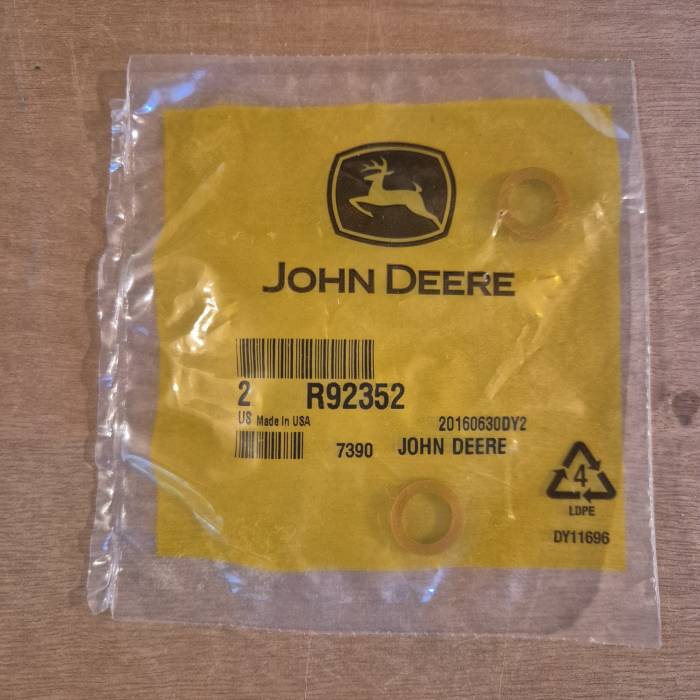 JOHN DEERE
2 R92352
US Made In USA
20160630DY2
7390 JOHN DEERE
4
LDPE
DY11696